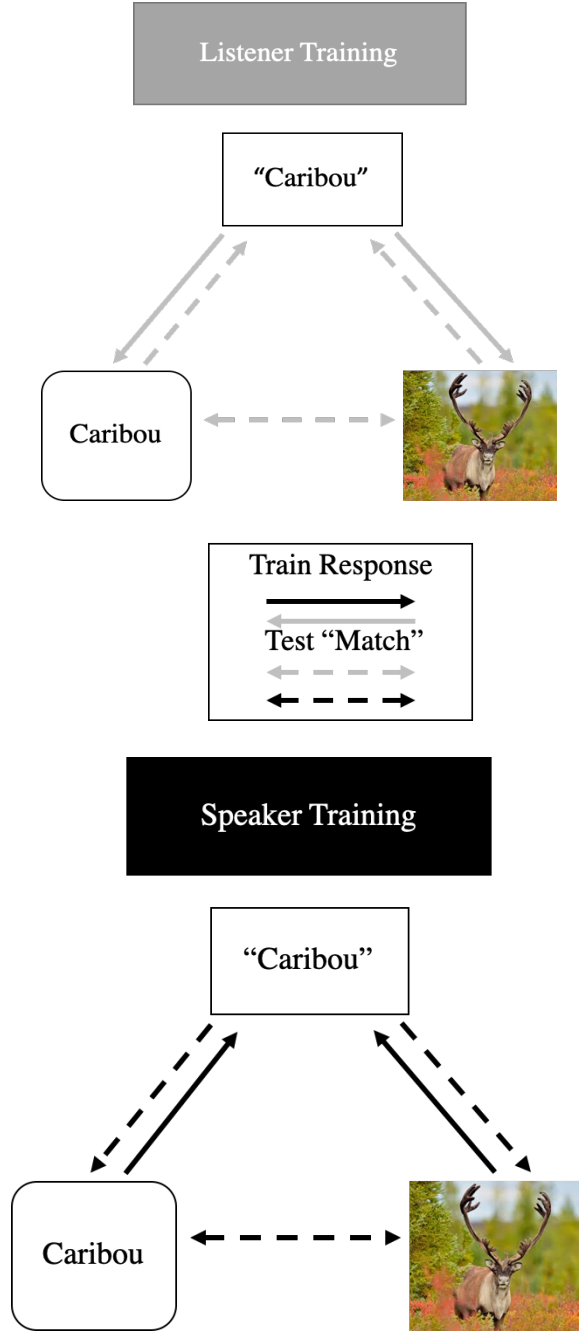 Listener Training
“Caribou”
Caribou
Train Response
Test “Match”
Speaker Training
“Caribou”
Caribou